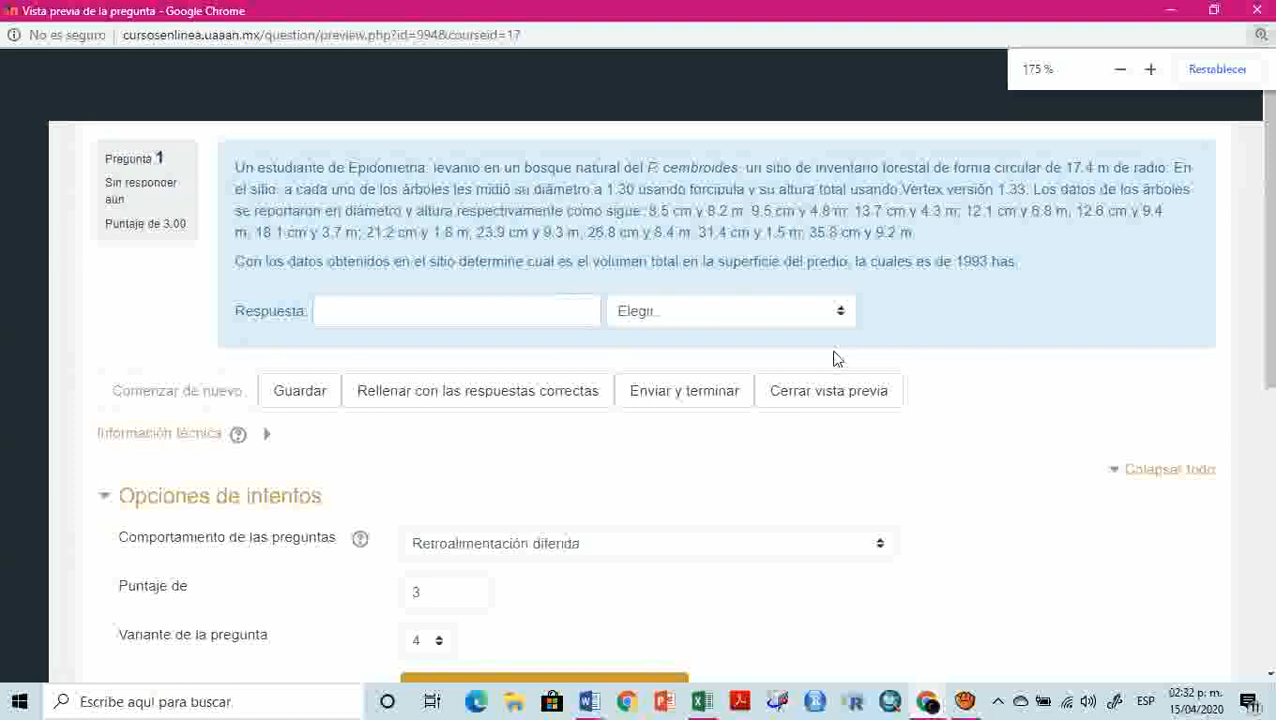 Vista previa de la pregunta - Google Chrome
No es seguro cursosenlinea.uaaan.mx/question/preview.php?id=994&courseid=17
175 %
Restablecer
Pregunta 1
Sin responder
aún
Puntaje de 3.00
Un estudiante de Epidometria, levantó en un bosque natural del P. cembroides, un sitio de inventario forestal de forma circular de 17.4 m de radio. En
el sitio, a cada uno de los árboles les midió su diámetro a 1.30 usando forcípula y su altura total usando Vertex versión 1.33. Los datos de los árboles
se reportaron en diámetro y altura respectivamente como sigue: 8.5 cm y 8.2 m, 9.5 cm y 4.8 m; 13.7 cm y 4.3 m; 12.1 cm y 6.8 m, 12.6 cm y 9.4
m, 18.1 cm y 3.7 m; 21.2 cm y 1.8 m, 23.9 cm y 9.3 m, 26.8 cm y 8.4 m, 31.4 cm y 1.5 m; 35.8 cm y 9.2 m.
Con los datos obtenidos en el sitio determine cual es el volumen total en la superficie del predio, la cuales es de 1993 has.
Respuesta: Elegir...
Comenzar de nuevo Guardar Rellenar con las respuestas correctas Enviar y terminar Cerrar vista previa
Información técnica
Colapsar todo
Opciones de intentos
Comportamiento de las preguntas Retroalimentación diferida
Puntaje de 3
Variante de la pregunta 4
Escribe aquí para buscar
ESP
02:32 p. m.
15/04/2020